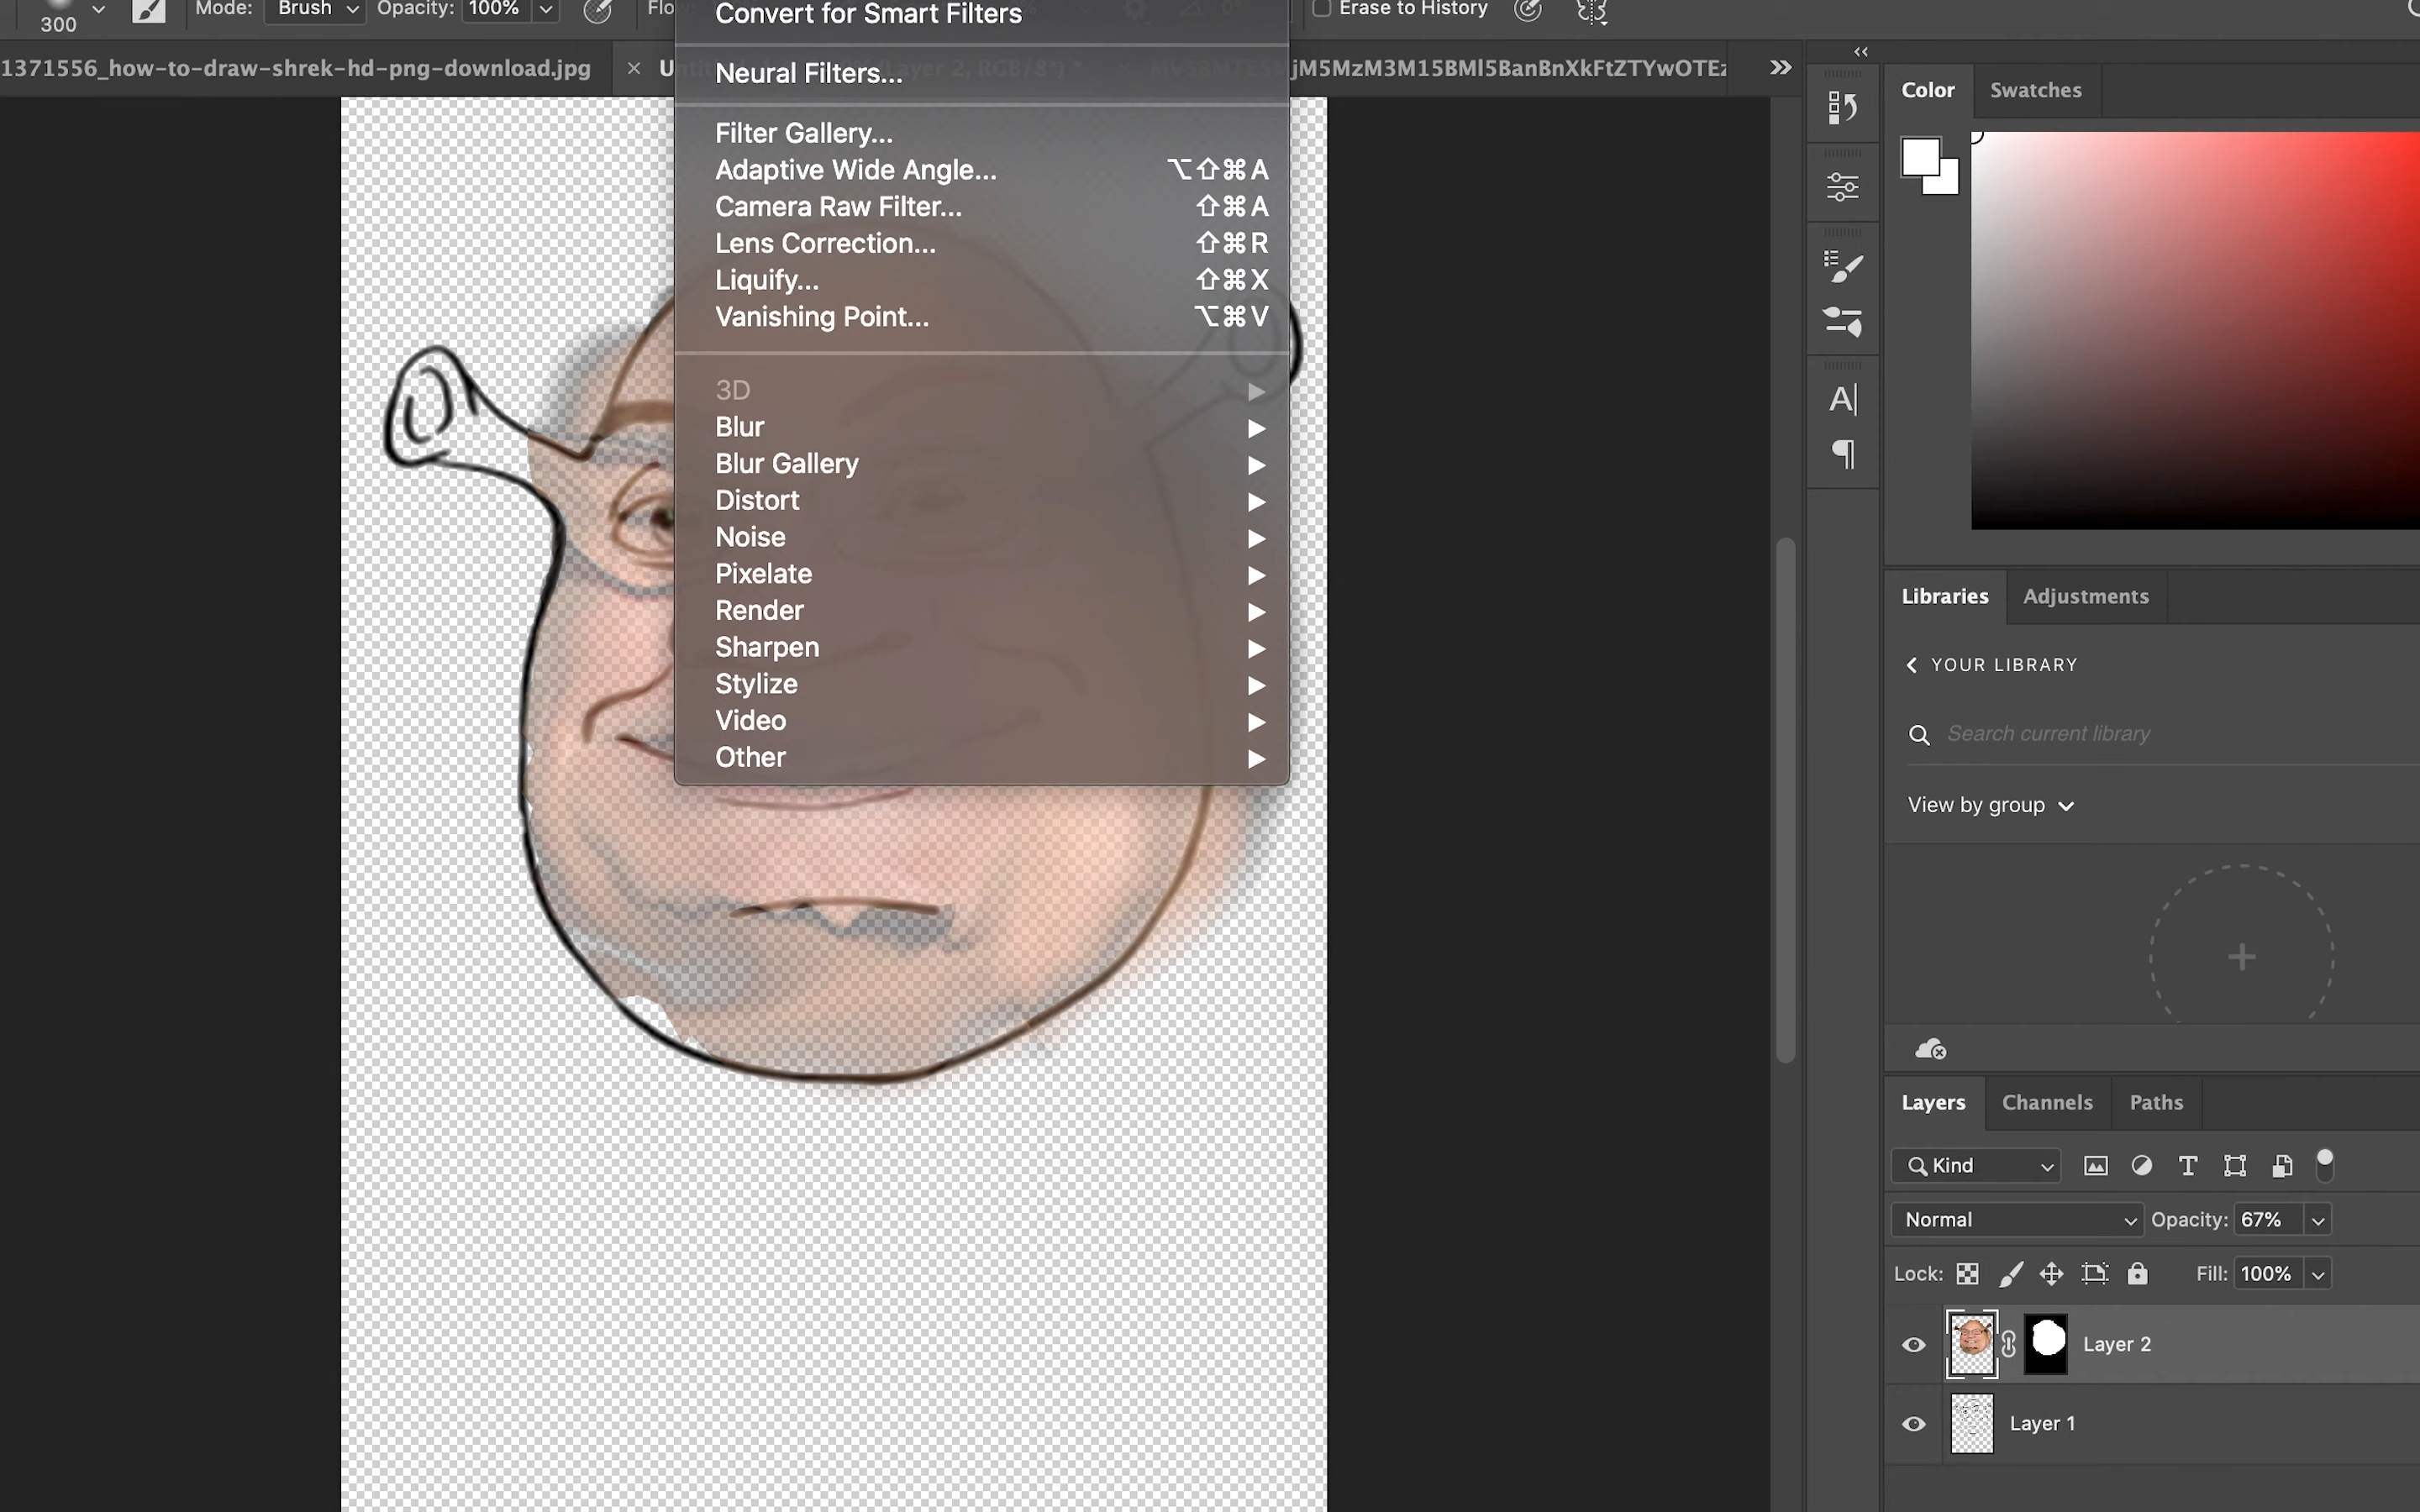 300
Mode: Brush Opacity: 100% Flo
Convert for Smart Filters
Erase to History
1371556_how-to-draw-shrek-hd-png-download.jpg
Neural Filters...
Filter Gallery...
Adaptive Wide Angle... ⌥⇧⌘A
Camera Raw Filter... ⇧⌘A
Lens Correction... ⇧⌘R
Liquify... ⇧⌘X
Vanishing Point... ⌥⌘V
3D
Blur
Blur Gallery
Distort
Noise
Pixelate
Render
Sharpen
Stylize
Video
Other
Color Swatches
Libraries Adjustments
YOUR LIBRARY
Search current library
View by group
Layers Channels Paths
Kind
Normal Opacity: 67%
Lock: Fill: 100%
Layer 2
Layer 1